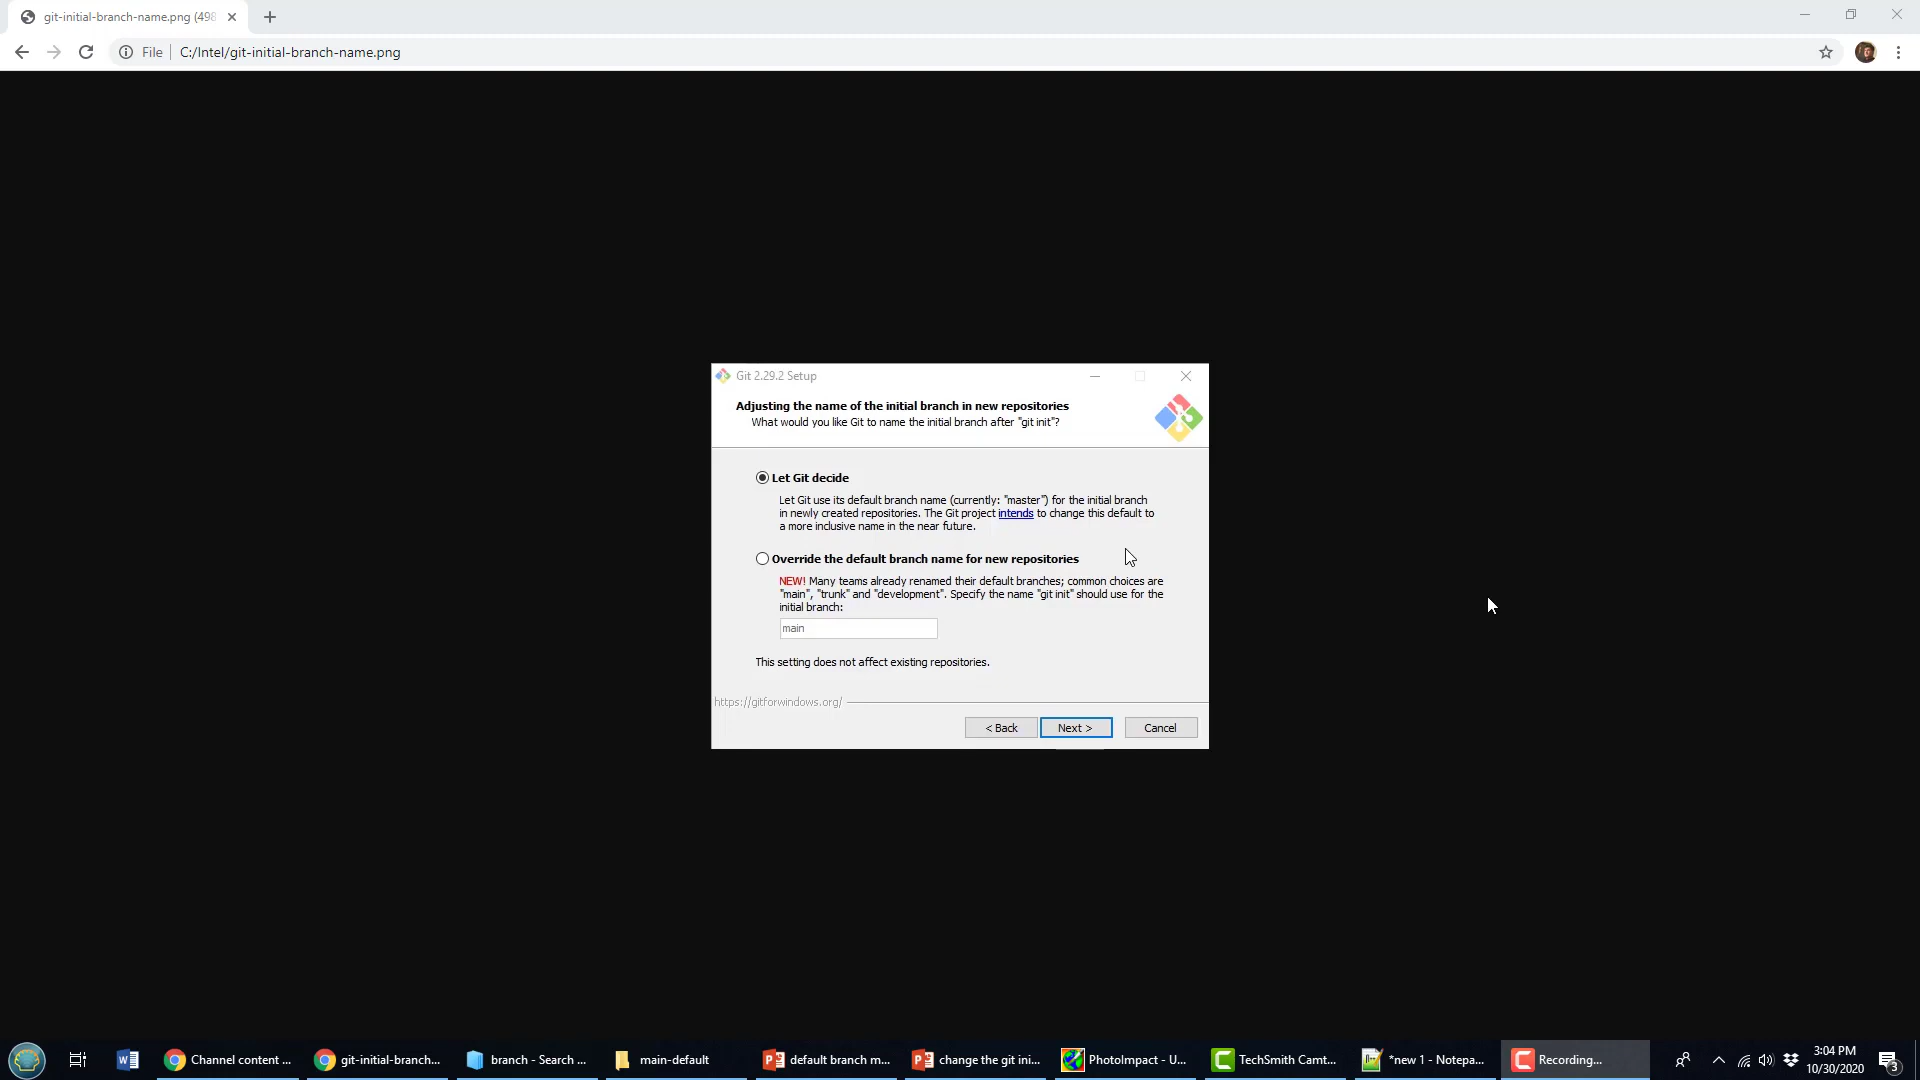 git-initial-branch-name.png (498
File
C:/Intel/git-initial-branch-name.png
Git 2.29.2 Setup
Adjusting the name of the initial branch in new repositories
What would you like Git to name the initial branch after "git init"?
Let Git decide
Let Git use its default branch name (currently: "master") for the initial branch
in newly created repositories. The Git project intends to change this default to
a more inclusive name in the near future.
Override the default branch name for new repositories
NEW! Many teams already renamed their default branches; common choices are
"main", "trunk" and "development". Specify the name "git init" should use for the
initial branch:
main
This setting does not affect existing repositories.
https://gitforwindows.org/
< Back
Next >
Cancel
Channel content ...
git-initial-branch...
branch - Search ...
main-default
default branch m...
change the git ini...
PhotoImpact - U...
TechSmith Camt...
*new 1 - Notepa...
Recording...
3:04 PM
10/30/2020
3